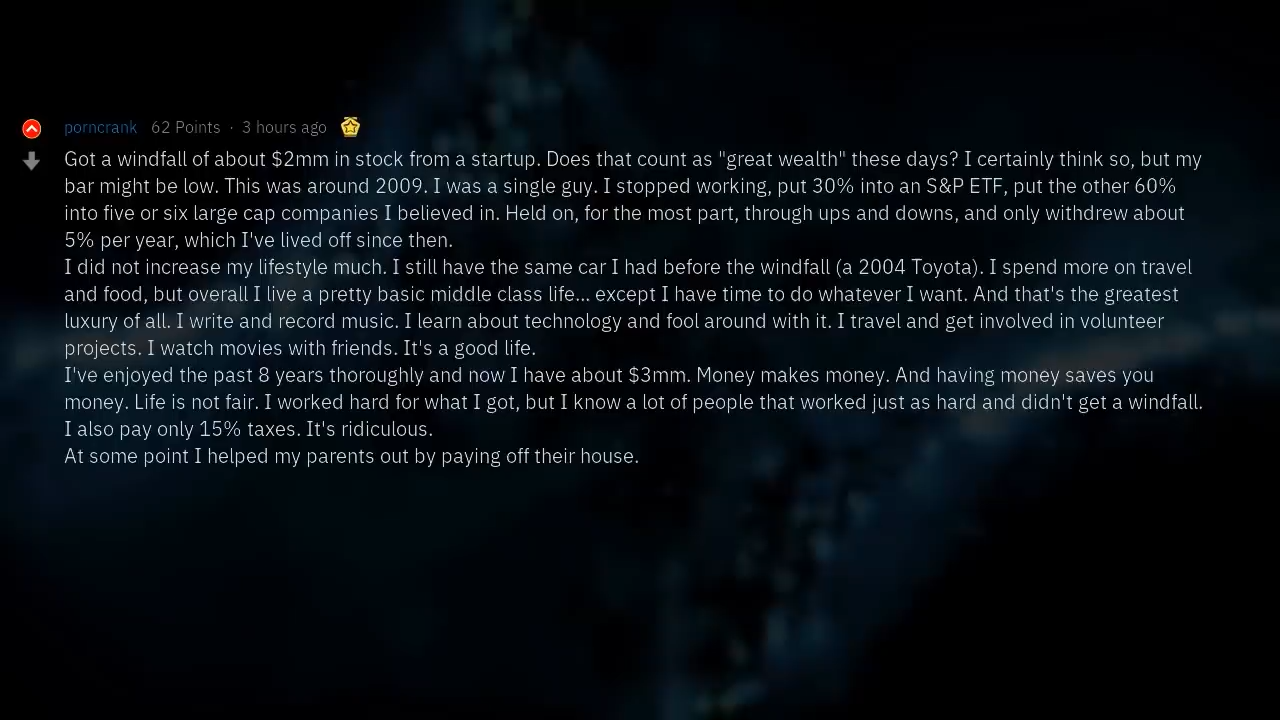 porncrank 62 Points · 3 hours ago
Got a windfall of about $2mm in stock from a startup. Does that count as "great wealth" these days? I certainly think so, but my
bar might be low. This was around 2009. I was a single guy. I stopped working, put 30% into an S&P ETF, put the other 60%
into five or six large cap companies I believed in. Held on, for the most part, through ups and downs, and only withdrew about
5% per year, which I've lived off since then.
I did not increase my lifestyle much. I still have the same car I had before the windfall (a 2004 Toyota). I spend more on travel
and food, but overall I live a pretty basic middle class life... except I have time to do whatever I want. And that's the greatest
luxury of all. I write and record music. I learn about technology and fool around with it. I travel and get involved in volunteer
projects. I watch movies with friends. It's a good life.
I've enjoyed the past 8 years thoroughly and now I have about $3mm. Money makes money. And having money saves you
money. Life is not fair. I worked hard for what I got, but I know a lot of people that worked just as hard and didn't get a windfall.
I also pay only 15% taxes. It's ridiculous.
At some point I helped my parents out by paying off their house.